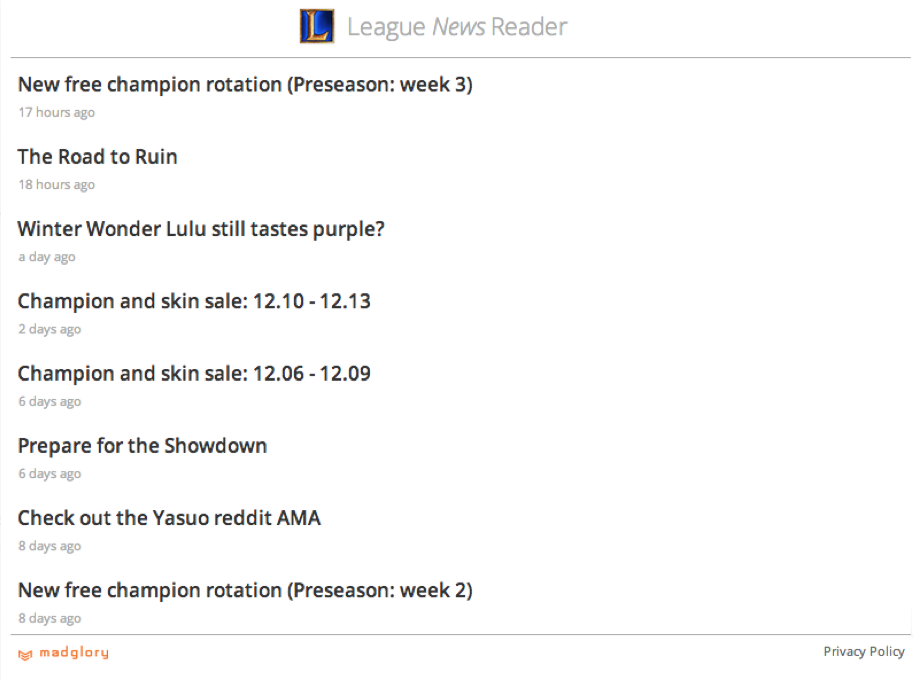 L League News Reader
New free champion rotation (Preseason: week 3)
17 hours ago
The Road to Ruin
18 hours ago
Winter Wonder Lulu still tastes purple?
a day ago
Champion and skin sale: 12.10 - 12.13
2 days ago
Champion and skin sale: 12.06 - 12.09
6 days ago
Prepare for the Showdown
6 days ago
Check out the Yasuo reddit AMA
8 days ago
New free champion rotation (Preseason: week 2)
8 days ago
madglory Privacy Policy